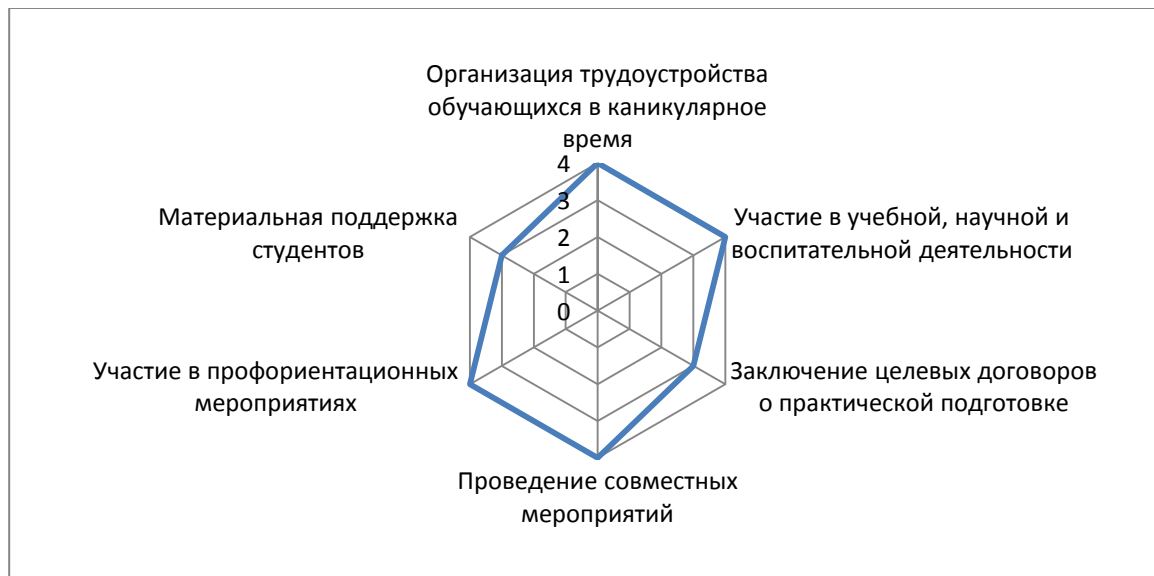 Организация трудоустройства
обучающихся в каникулярное
время
4
3
2
1
0
Участие в учебной, научной и
воспитательной деятельности
Заключение целевых договоров
о практической подготовке
Проведение совместных
мероприятий
Участие в профориентационных
мероприятиях
Материальная поддержка
студентов